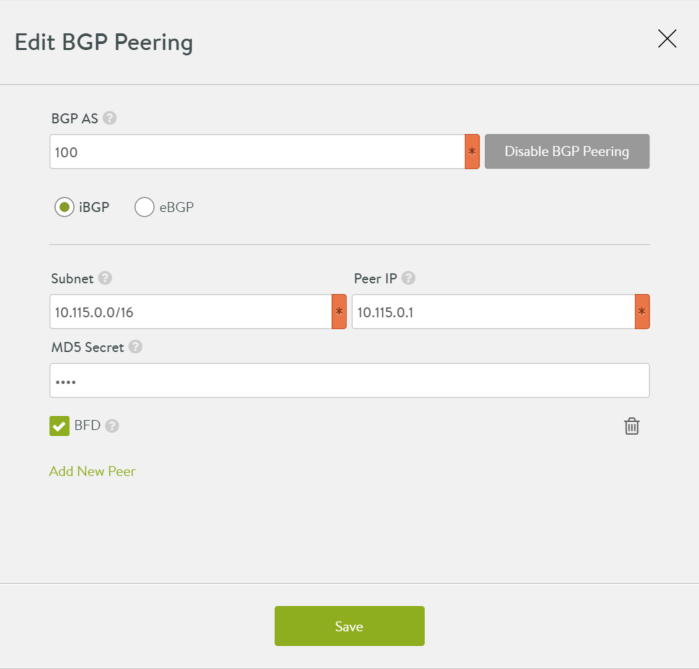 Edit BGP Peering
BGP AS ?
100 *
Disable BGP Peering
iBGP eBGP
Subnet ? Peer IP ?
10.115.0.0/16 * 10.115.0.1 *
MD5 Secret ?
••••
BFD ?
Add New Peer
Save